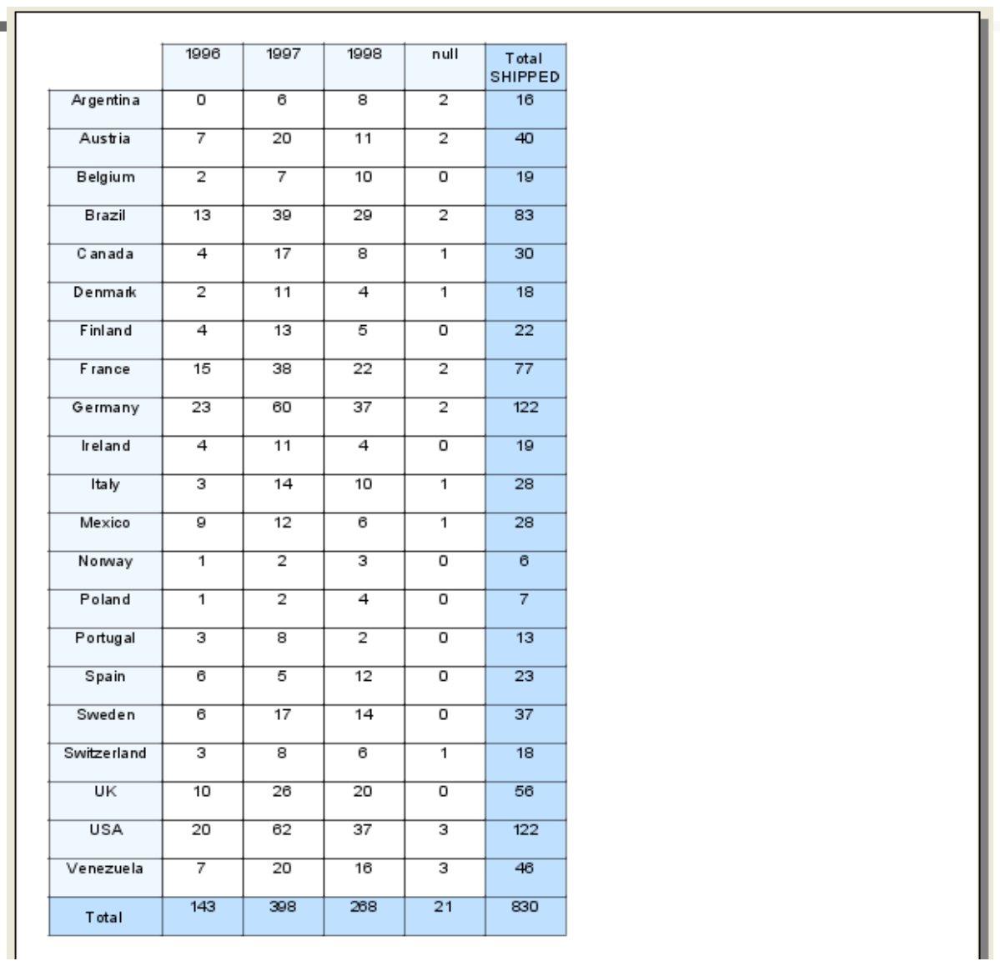 1996 1997 1998 null Total
SHIPPED
Argentina 0 6 8 2 16
Austria 7 20 11 2 40
Belgium 2 7 10 0 19
Brazil 13 39 29 2 83
Canada 4 17 8 1 30
Denmark 2 11 4 1 18
Finland 4 13 5 0 22
France 15 38 22 2 77
Germany 23 60 37 2 122
Ireland 4 11 4 0 19
Italy 3 14 10 1 28
Mexico 9 12 6 1 28
Norway 1 2 3 0 6
Poland 1 2 4 0 7
Portugal 3 8 2 0 13
Spain 6 5 12 0 23
Sweden 6 17 14 0 37
Switzerland 3 8 6 1 18
UK 10 26 20 0 56
USA 20 62 37 3 122
Venezuela 7 20 16 3 46
Total 143 398 268 21 830